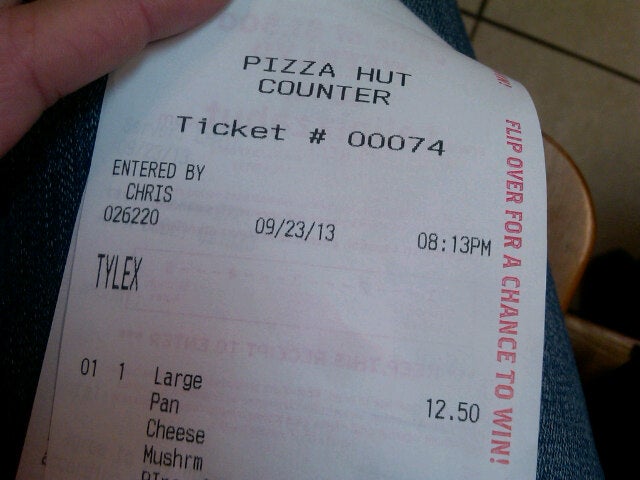 PIZZA HUT
COUNTER
Ticket # 00074
ENTERED BY
CHRIS
026220 09/23/13 08:13PM
TYLEX
01 1 Large
Pan 12.50
Cheese
Mushrm
FLIP OVER FOR A CHANCE TO WIN!